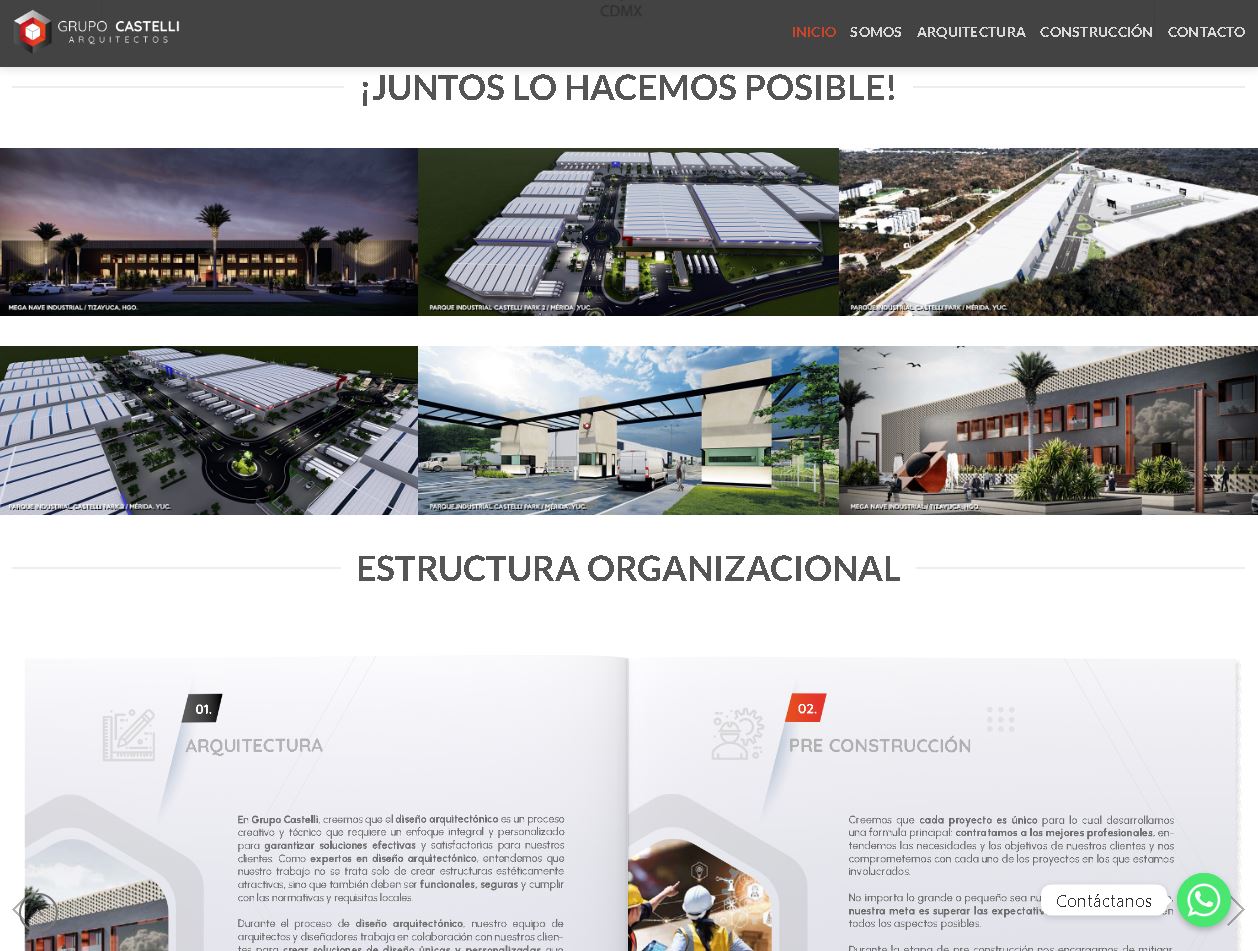 CDMX
GRUPO CASTELLI
ARQUITECTOS
INICIO SOMOS ARQUITECTURA CONSTRUCCIÓN CONTACTO
¡JUNTOS LO HACEMOS POSIBLE!
MEGA NAVE INDUSTRIAL / TIZAYUCA, HGO.
PARQUE INDUSTRIAL CASTELLI PARK 2 / MÉRIDA, YUC.
PARQUE INDUSTRIAL CASTELLI PARK / MÉRIDA, YUC.
PARQUE INDUSTRIAL CASTELLI PARK 2 / MÉRIDA, YUC.
PARQUE INDUSTRIAL CASTELLI PARK / MÉRIDA, YUC.
MEGA NAVE INDUSTRIAL / TIZAYUCA, HGO.
ESTRUCTURA ORGANIZACIONAL
01.
ARQUITECTURA
En Grupo Castelli, creemos que el diseño arquitectónico es un proceso
creativo y técnico que requiere un enfoque integral y personalizado
para garantizar soluciones efectivas y satisfactorias para nuestros
clientes. Como expertos en diseño arquitectónico, entendemos que
nuestro trabajo no se trata solo de crear estructuras estéticamente
atractivas, sino que también deben ser funcionales, seguras y cumplir
con las normativas y requisitos locales.
Durante el proceso de diseño arquitectónico, nuestro equipo de
arquitectos y diseñadores trabaja en colaboración con nuestros clien-
tes para crear soluciones de diseño únicas y personalizadas que
02.
PRE CONSTRUCCIÓN
Creemos que cada proyecto es único para lo cual desarrollamos
una formula principal: contratamos a los mejores profesionales, en-
tendemos las necesidades y los objetivos de nuestros clientes y nos
comprometemos con cada uno de los proyectos en los que estamos
involucrados.
No importa lo grande o pequeño sea
nuestra meta es superar las en
todos los aspectos posibles.
Durante la etapa de pre construcción nos encargamos de mitigar
Contáctanos